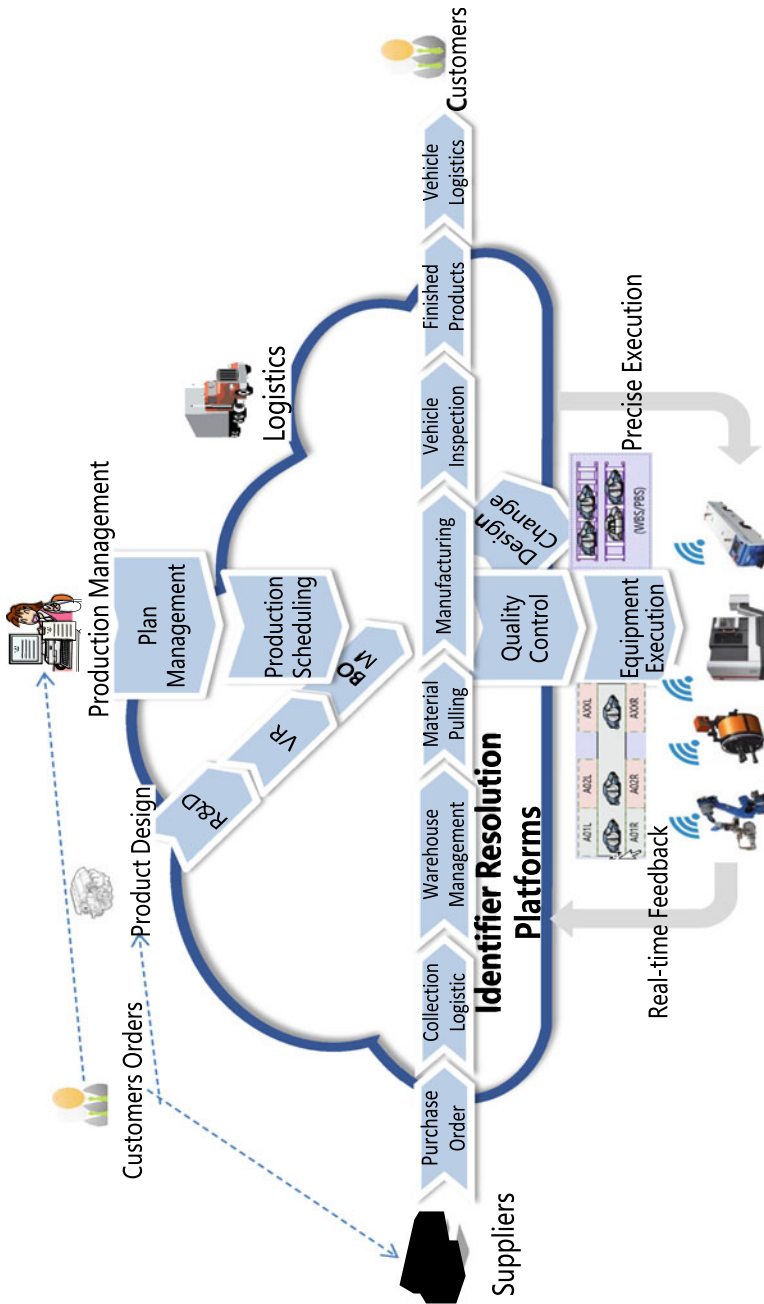 Production Management
Customers Orders
Product Design
Logistics
Plan
Management
Production
Scheduling
R&D
VR
BO
M
Suppliers
Purchase
Order
Collection
Logistic
Warehouse
Management
Material
Pulling
Manufacturing
Vehicle
Inspection
Finished
Products
Vehicle
Logistics
Customers
Identifier Resolution
Platforms
Quality
Control
Design
Change
Equipment
Execution
Real-time Feedback
A01L
A02L
AXXL
A01R
A02R
AXXR
(WBS/PBS)
Precise Execution